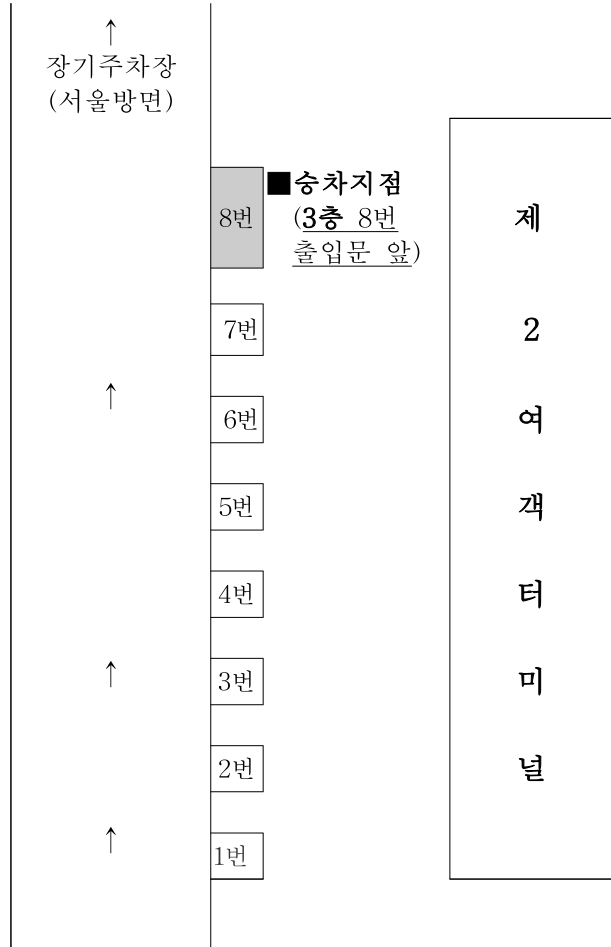 ↑
장기주차장
(서울방면)
■승차지점
(3층 8번
출입문 앞)
8번
7번
↑
6번
5번
4번
↑
3번
2번
↑
1번
제
2
여
객
터
미
널